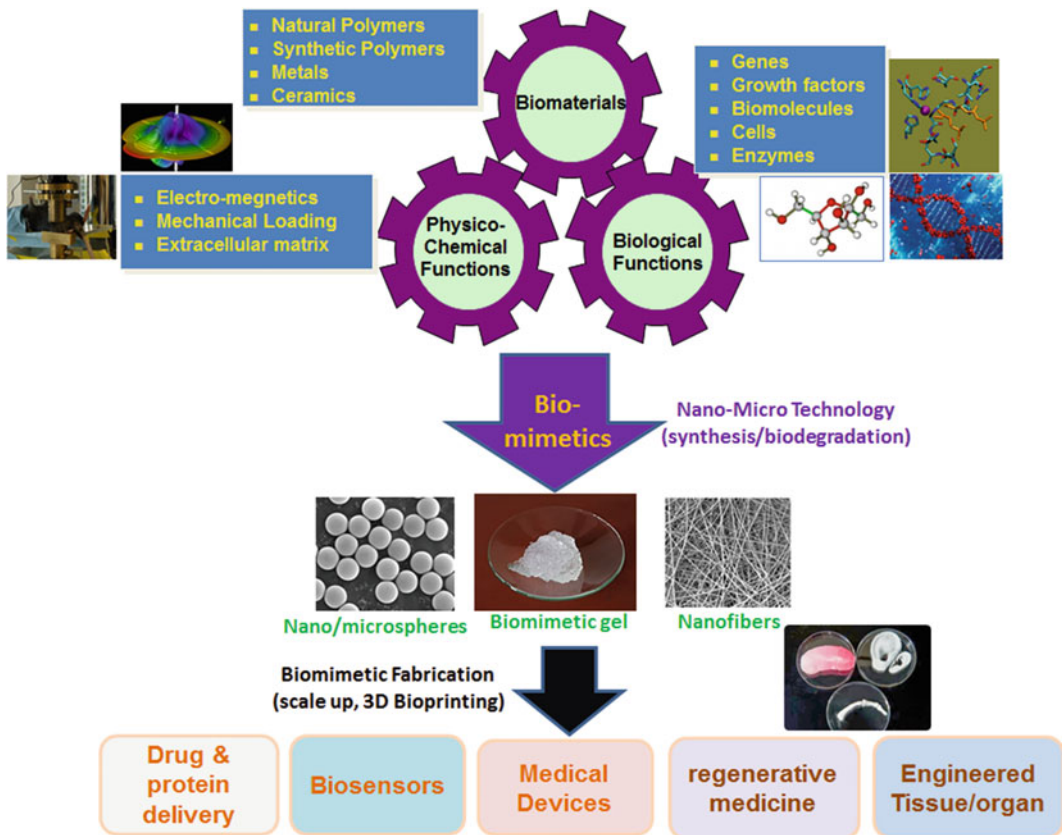 Natural Polymers
Synthetic Polymers
Metals
Ceramics
Biomaterials
Genes
Growth factors
Biomolecules
Cells
Enzymes
Electro-megnetics
Mechanical Loading
Extracellular matrix
Physico-
Chemical
Functions
Biological
Functions
Bio-
mimetics
Nano-Micro Technology
(synthesis/biodegradation)
Nano/microspheres
Biomimetic gel
Nanofibers
Biomimetic Fabrication
(scale up, 3D Bioprinting)
Drug &
protein
delivery
Biosensors
Medical
Devices
regenerative
medicine
Engineered
Tissue/organ